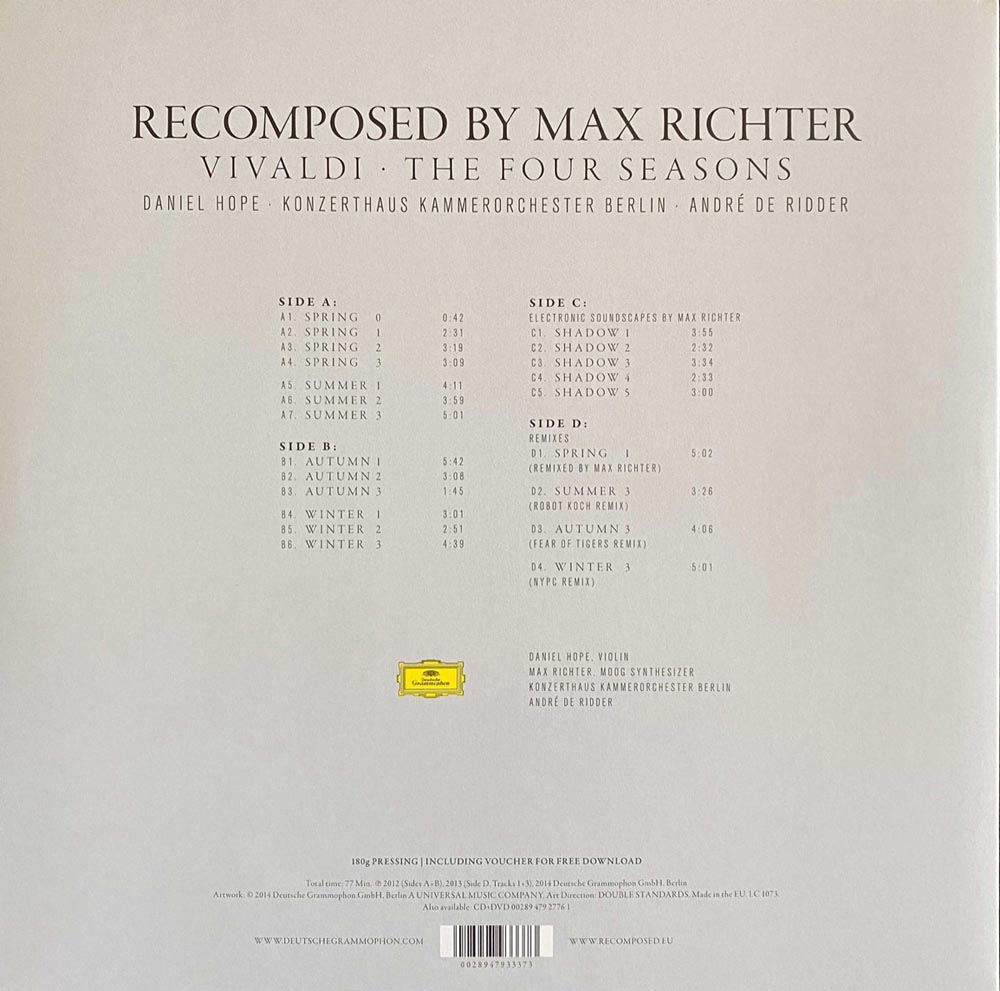 RECOMPOSED BY MAX RICHTER
VIVALDI · THE FOUR SEASONS
DANIEL HOPE · KONZERTHAUS KAMMERORCHESTER BERLIN · ANDRÉ DE RIDDER
SIDE A:
A1. SPRING 0 0:42
A2. SPRING 1 2:31
A3. SPRING 2 3:19
A4. SPRING 3 3:09
A5. SUMMER 1 4:11
A6. SUMMER 2 3:59
A7. SUMMER 3 5:01
SIDE B:
B1. AUTUMN 1 5:42
B2. AUTUMN 2 3:08
B3. AUTUMN 3 1:45
B4. WINTER 1 3:01
B5. WINTER 2 2:51
B6. WINTER 3 4:39
SIDE C:
ELECTRONIC SOUNDSCAPES BY MAX RICHTER
C1. SHADOW 1 3:55
C2. SHADOW 2 2:32
C3. SHADOW 3 3:34
C4. SHADOW 4 2:33
C5. SHADOW 5 3:00
SIDE D:
REMIXES
D1. SPRING 1 5:02
(REMIXED BY MAX RICHTER)
D2. SUMMER 3 3:26
(ROBOT KOCH REMIX)
D3. AUTUMN 3 4:06
(FEAR OF TIGERS REMIX)
D4. WINTER 3 5:01
(NYPC REMIX)
Deutsche
Grammophon
DANIEL HOPE, VIOLIN
MAX RICHTER, MOOG SYNTHESIZER
KONZERTHAUS KAMMERORCHESTER BERLIN
ANDRÉ DE RIDDER
180g PRESSING | INCLUDING VOUCHER FOR FREE DOWNLOAD
Total time: 77 Min. ℗ 2012 (Sides A+B), 2013 (Side D, Tracks 1+3), 2014 Deutsche Grammophon GmbH, Berlin
Artwork: © 2014 Deutsche Grammophon GmbH, Berlin A UNIVERSAL MUSIC COMPANY. Art Direction: DOUBLE STANDARDS. Made in the EU. LC 1073
Also available: CD+DVD 00289 479 2776 1
WWW.DEUTSCHEGRAMMOPHON.COM
WWW.RECOMPOSED.EU
0028947933373